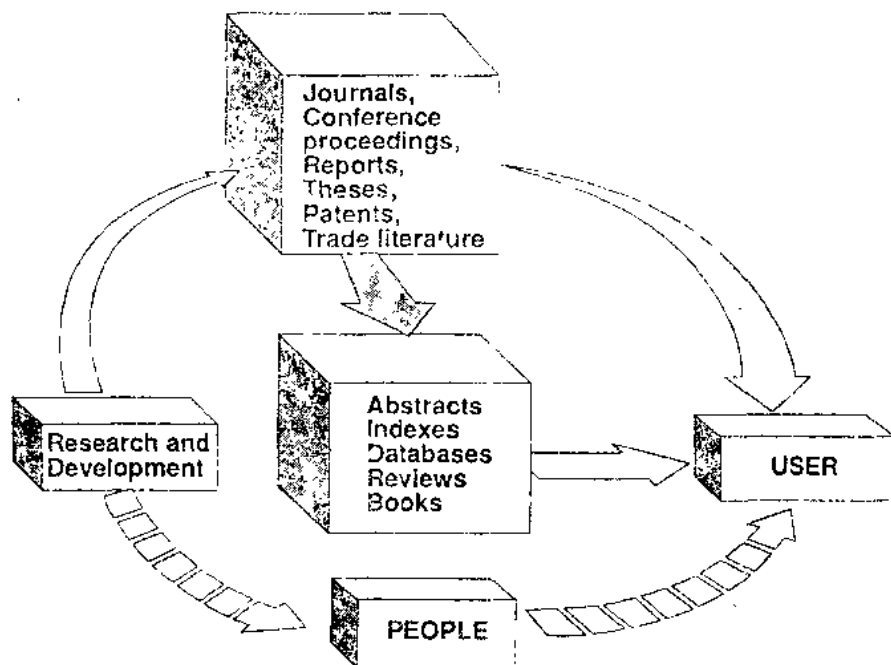 Journals,
Conference
proceedings,
Reports,
Theses,
Patents,
Trade literature
Abstracts
Indexes
Databases
Reviews
Books
Research and
Development
USER
PEOPLE